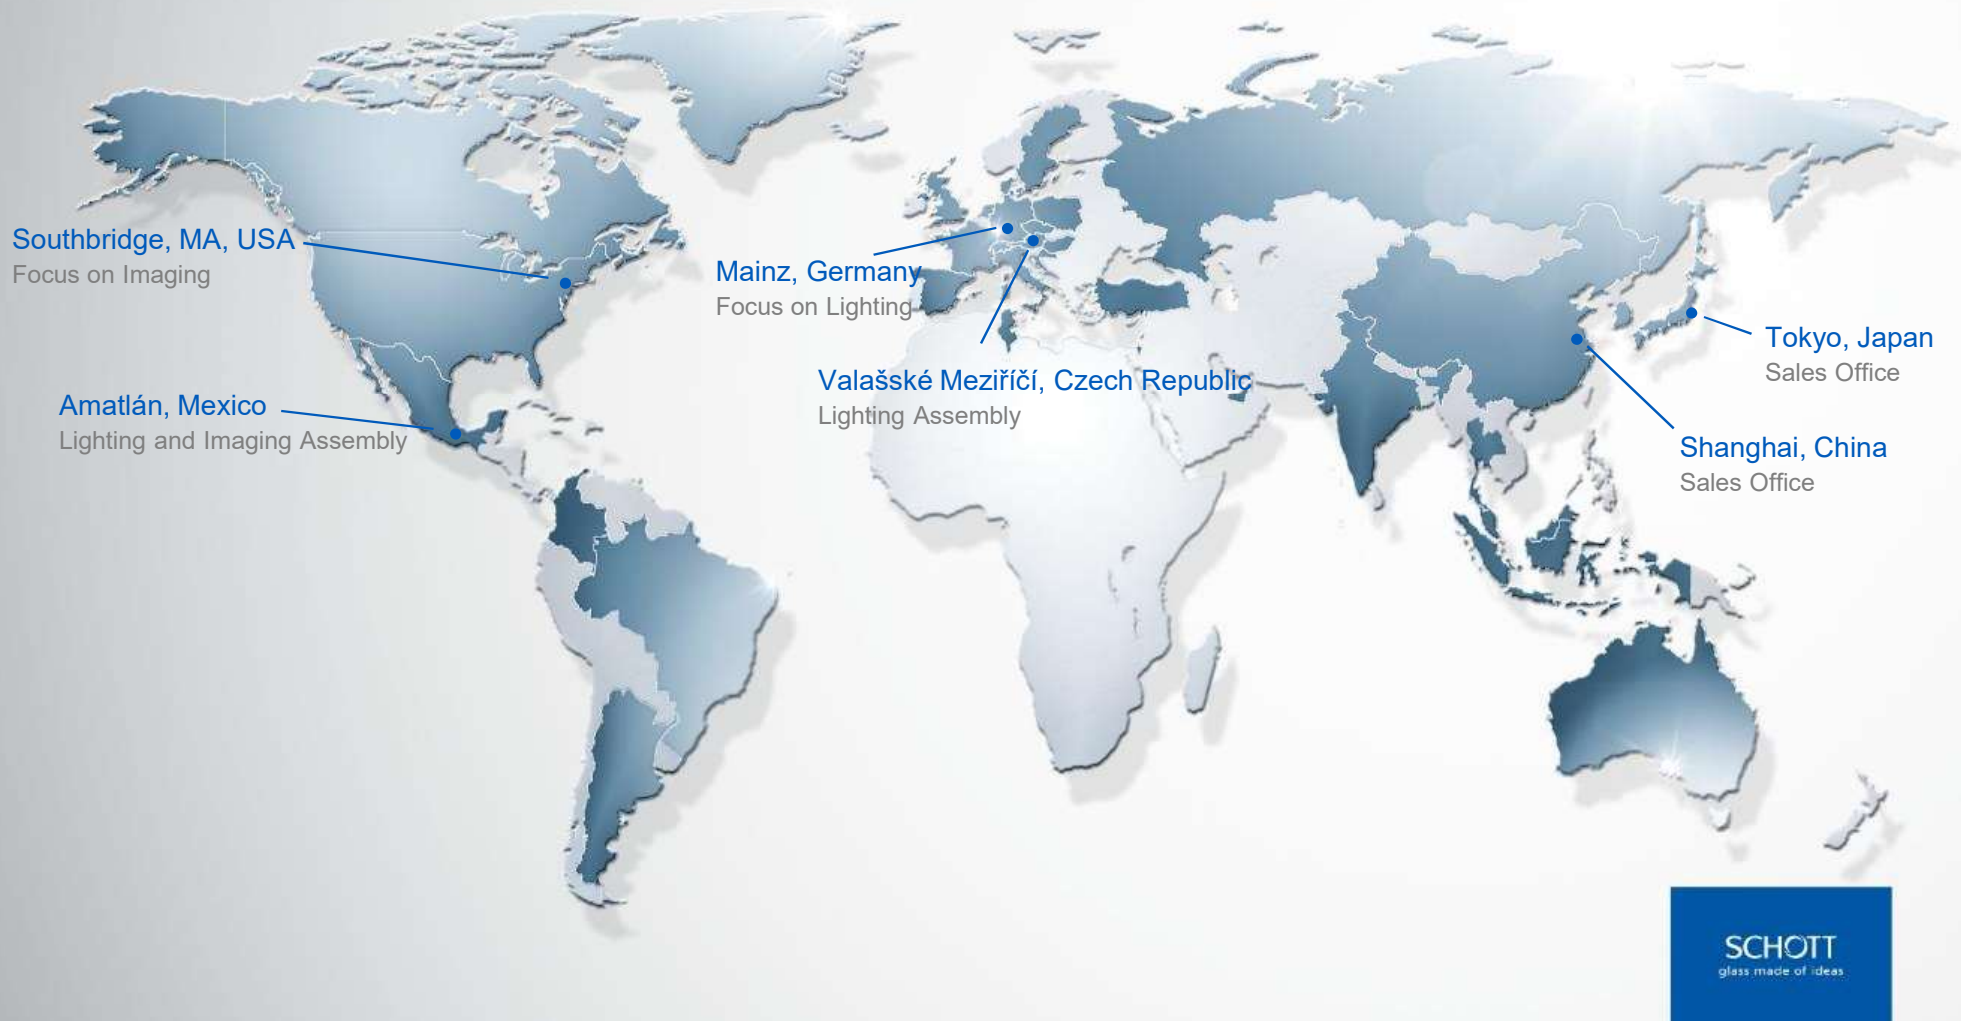 Southbridge, MA, USA
Focus on Imaging
Mainz, Germany
Focus on Lighting
Tokyo, Japan
Sales Office
Valašské Meziříčí, Czech Republic
Lighting Assembly
Amatlán, Mexico
Lighting and Imaging Assembly
Shanghai, China
Sales Office
SCHOTT
glass made of ideas